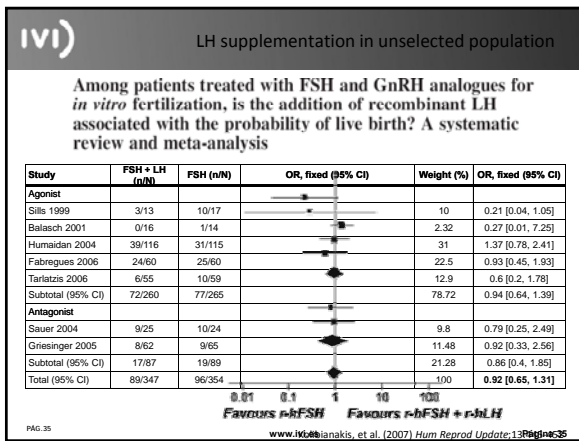 IVI)
LH supplementation in unselected population
Among patients treated with FSH and GnRH analogues for
in vitro fertilization, is the addition of recombinant LH
associated with the probability of live birth? A systematic
review and meta-analysis
Study FSH + LH (n/N) FSH (n/N) OR, fixed (95% CI) Weight (%) OR, fixed (95% CI)
Agonist
Sills 1999 3/13 10/17 10 0.21 [0.04, 1.05]
Balasch 2001 0/16 1/14 2.32 0.27 [0.01, 7.25]
Humaidan 2004 39/116 31/115 31 1.37 [0.78, 2.41]
Fabregues 2006 24/60 25/60 22.5 0.93 [0.45, 1.93]
Tarlatzis 2006 6/55 10/59 12.9 0.6 [0.2, 1.78]
Subtotal (95% CI) 72/260 77/265 78.72 0.94 [0.64, 1.39]
Antagonist
Sauer 2004 9/25 10/24 9.8 0.79 [0.25, 2.49]
Griesinger 2005 8/62 9/65 11.48 0.92 [0.33, 2.56]
Subtotal (95% CI) 17/87 19/89 21.28 0.86 [0.4, 1.85]
Total (95% CI) 89/347 96/354 100 0.92 [0.65, 1.31]
0.01 0.1 1 10 100
Favours r-hFSH Favours r-hFSH + r-hLH
PAG.35
et al. (2007) Hum Reprod Update;13
Página 35